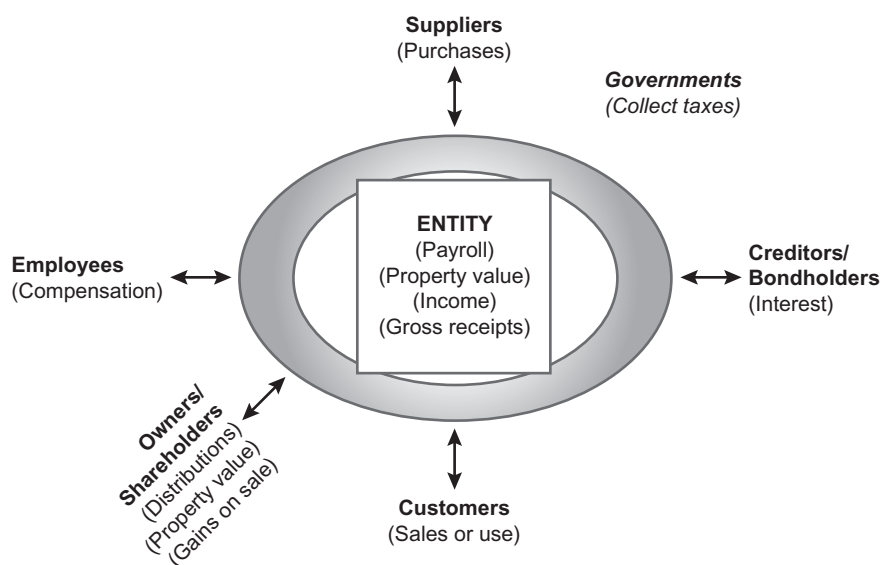 Suppliers
(Purchases)
Governments
(Collect taxes)
ENTITY
(Payroll)
(Property value)
(Income)
(Gross receipts)
Employees
(Compensation)
Creditors/
Bondholders
(Interest)
Owners/
Shareholders
(Distributions)
(Property value)
(Gains on sale)
Customers
(Sales or use)